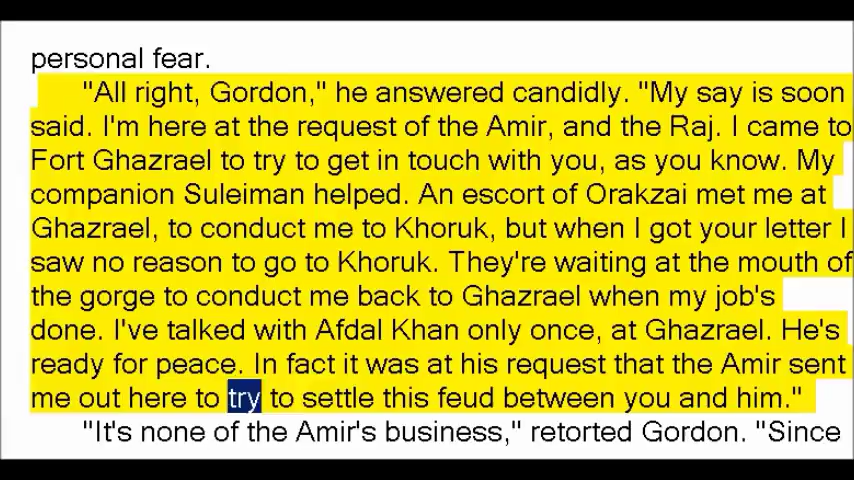 personal fear.
"All right, Gordon," he answered candidly. "My say is soon
said. I'm here at the request of the Amir, and the Raj. I came to
Fort Ghazrael to try to get in touch with you, as you know. My
companion Suleiman helped. An escort of Orakzai met me at
Ghazrael, to conduct me to Khoruk, but when I got your letter I
saw no reason to go to Khoruk. They're waiting at the mouth of
the gorge to conduct me back to Ghazrael when my job's
done. I've talked with Afdal Khan only once, at Ghazrael. He's
ready for peace. In fact it was at his request that the Amir sent
me out here to try to settle this feud between you and him."
"It's none of the Amir's business," retorted Gordon. "Since